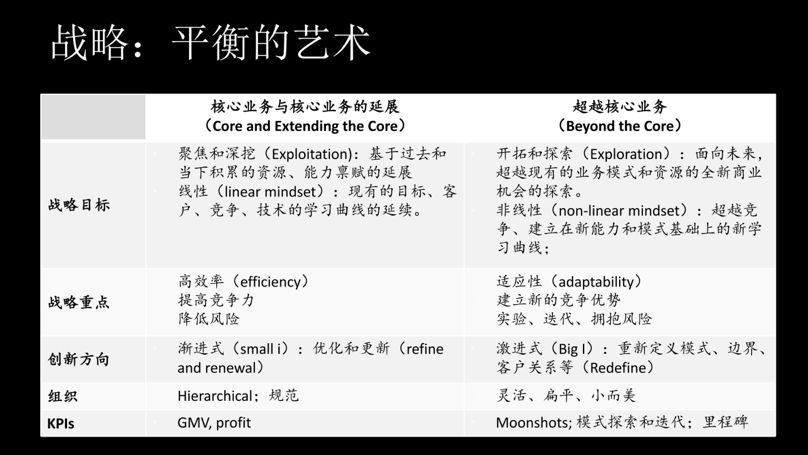 战略：平衡的艺术
核心业务与核心业务的延展
（Core and Extending the Core）
超越核心业务
（Beyond the Core）
战略目标
聚焦和深挖（Exploitation)：基于过去和
当下积累的资源、能力禀赋的延展
线性（linear mindset）：现有的目标、客
户、竞争、技术的学习曲线的延续。
开拓和探索（Exploration）：面向未来，
超越现有的业务模式和资源的全新商业
机会的探索。
非线性（non-linear mindset）：超越竞
争、建立在新能力和模式基础上的新学
习曲线；
战略重点
高效率（efficiency）
提高竞争力
降低风险
适应性（adaptability）
建立新的竞争优势
实验、迭代、拥抱风险
创新方向
渐进式（small i）：优化和更新（refine
and renewal）
激进式（Big I）：重新定义模式、边界、
客户关系等（Redefine）
组织
Hierarchical；规范
灵活、扁平、小而美
KPIs
GMV, profit
Moonshots; 模式探索和迭代；里程碑